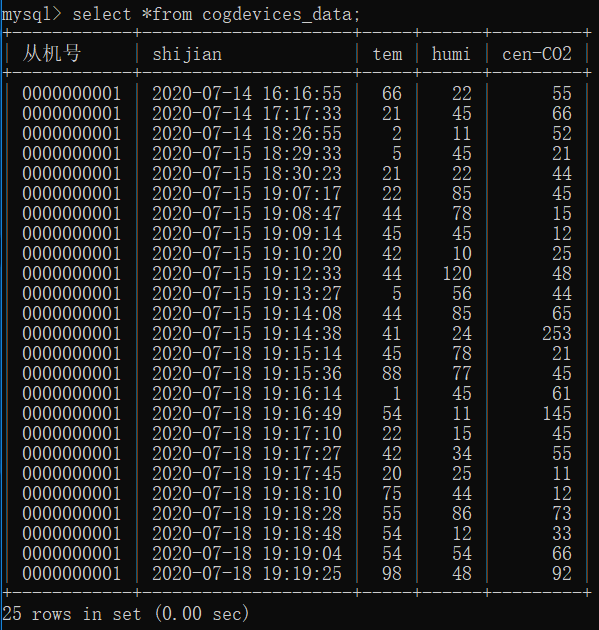 mysql> select *from cogdevices_data;
+------------+---------------------+------+------+---------+
| 从机号 | shijian | tem | humi | cen-CO2 |
+------------+---------------------+------+------+---------+
| 0000000001 | 2020-07-14 16:16:55 | 66 | 22 | 55 |
| 0000000001 | 2020-07-14 17:17:33 | 21 | 45 | 66 |
| 0000000001 | 2020-07-14 18:26:55 | 2 | 11 | 52 |
| 0000000001 | 2020-07-15 18:29:33 | 5 | 45 | 21 |
| 0000000001 | 2020-07-15 18:30:23 | 21 | 22 | 44 |
| 0000000001 | 2020-07-15 19:07:17 | 22 | 85 | 45 |
| 0000000001 | 2020-07-15 19:08:47 | 44 | 78 | 15 |
| 0000000001 | 2020-07-15 19:09:14 | 45 | 45 | 12 |
| 0000000001 | 2020-07-15 19:10:20 | 42 | 10 | 25 |
| 0000000001 | 2020-07-15 19:12:33 | 44 | 120 | 48 |
| 0000000001 | 2020-07-15 19:13:27 | 5 | 56 | 44 |
| 0000000001 | 2020-07-15 19:14:08 | 44 | 85 | 65 |
| 0000000001 | 2020-07-15 19:14:38 | 41 | 24 | 253 |
| 0000000001 | 2020-07-18 19:15:14 | 45 | 78 | 21 |
| 0000000001 | 2020-07-18 19:15:36 | 88 | 77 | 45 |
| 0000000001 | 2020-07-18 19:16:14 | 1 | 45 | 61 |
| 0000000001 | 2020-07-18 19:16:49 | 54 | 11 | 145 |
| 0000000001 | 2020-07-18 19:17:10 | 22 | 15 | 45 |
| 0000000001 | 2020-07-18 19:17:27 | 42 | 34 | 55 |
| 0000000001 | 2020-07-18 19:17:45 | 20 | 25 | 11 |
| 0000000001 | 2020-07-18 19:18:10 | 75 | 44 | 12 |
| 0000000001 | 2020-07-18 19:18:28 | 55 | 86 | 73 |
| 0000000001 | 2020-07-18 19:18:48 | 54 | 12 | 33 |
| 0000000001 | 2020-07-18 19:19:04 | 54 | 54 | 66 |
| 0000000001 | 2020-07-18 19:19:25 | 98 | 48 | 92 |
+------------+---------------------+------+------+---------+
25 rows in set (0.00 sec)